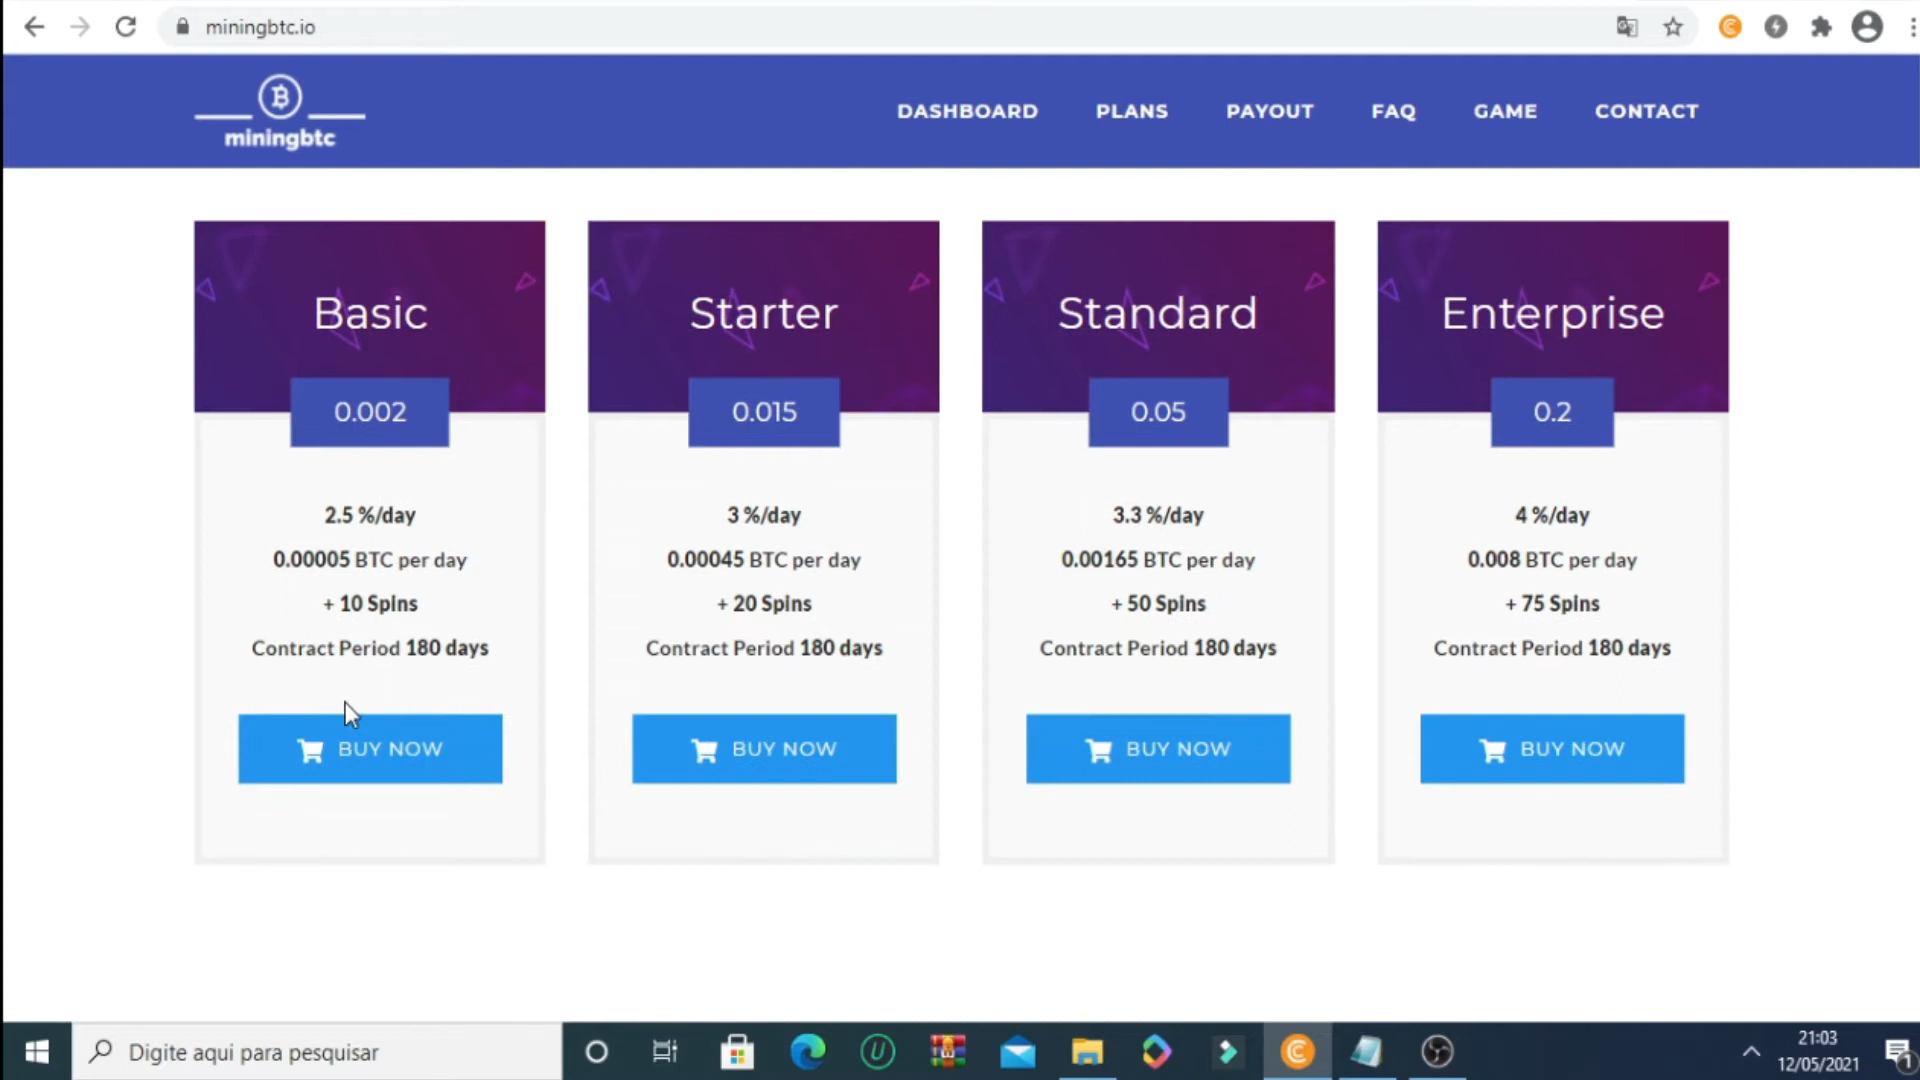 miningbtc.io
miningbtc
DASHBOARD PLANS PAYOUT FAQ GAME CONTACT
Basic
0.002
2.5 %/day
0.00005 BTC per day
+ 10 Spins
Contract Period 180 days
BUY NOW
Starter
0.015
3 %/day
0.00045 BTC per day
+ 20 Spins
Contract Period 180 days
BUY NOW
Standard
0.05
3.3 %/day
0.00165 BTC per day
+ 50 Spins
Contract Period 180 days
BUY NOW
Enterprise
0.2
4 %/day
0.008 BTC per day
+ 75 Spins
Contract Period 180 days
BUY NOW
Digite aqui para pesquisar
21:03
12/05/2021
1